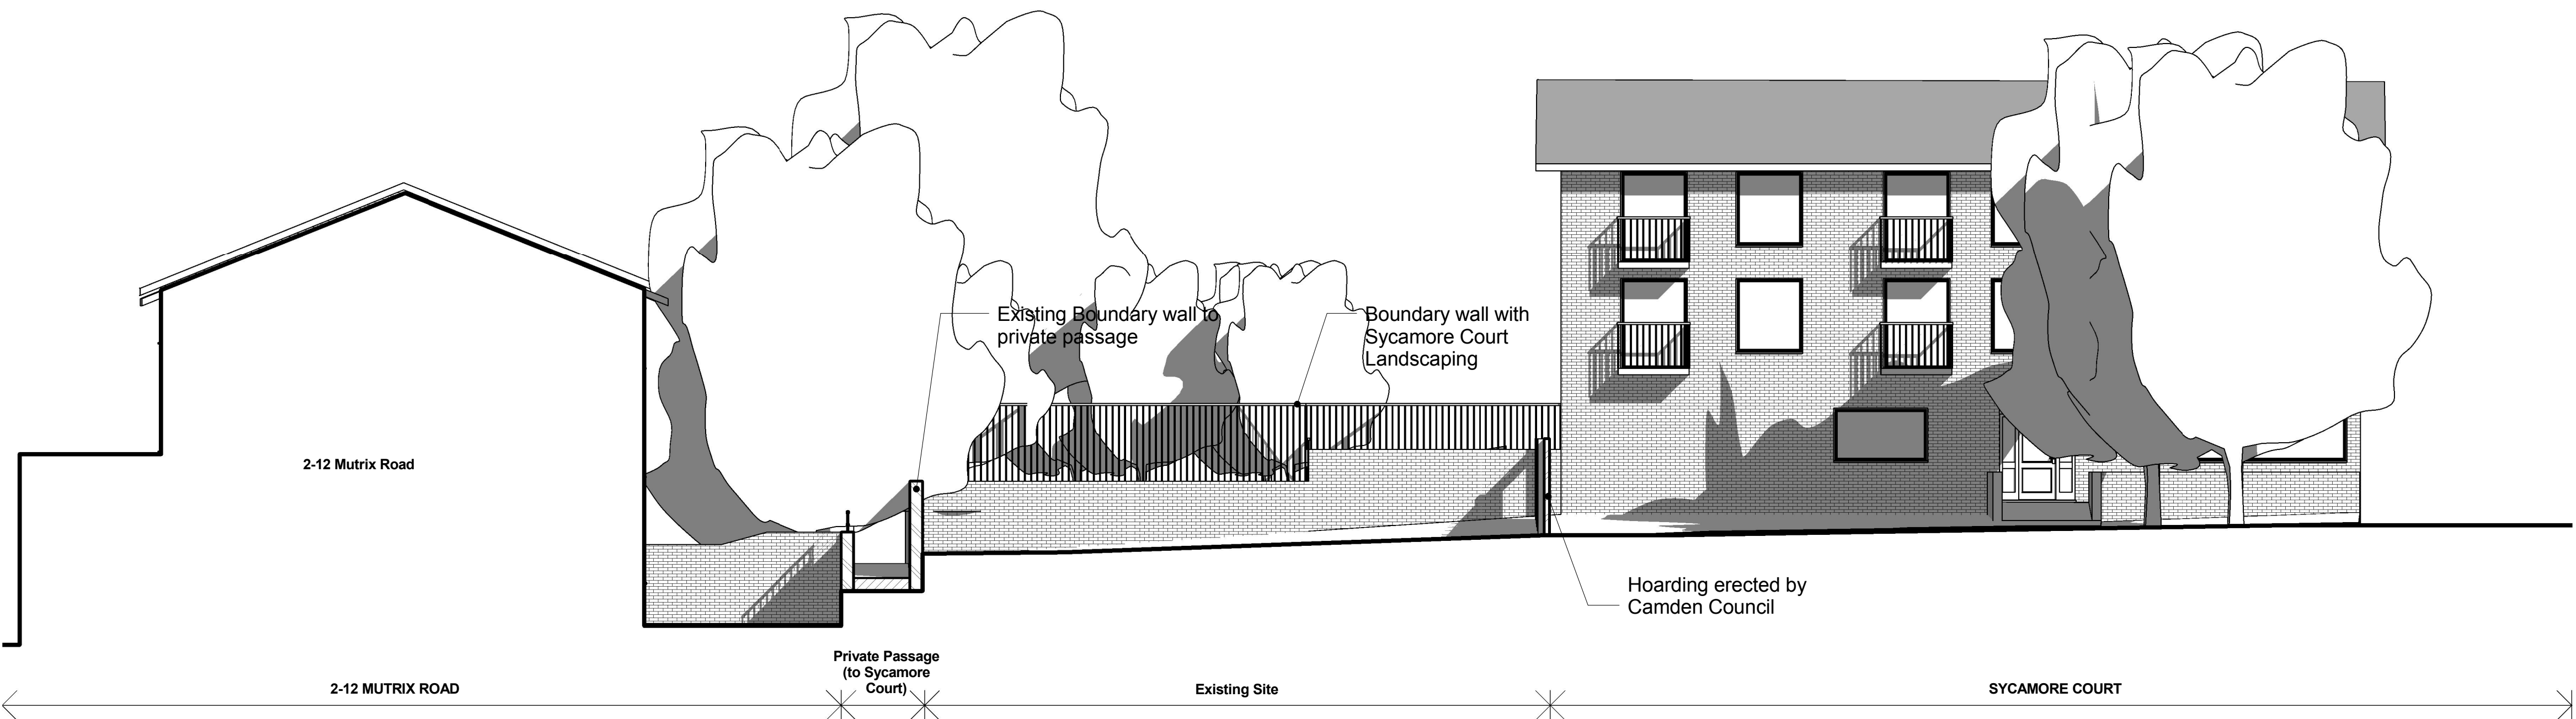 Existing Boundary wall to
private passage
Boundary wall with
Sycamore Court
Landscaping
2-12 Mutrix Road
Hoarding erected by
Camden Council
Private Passage
(to Sycamore
Court)
2-12 MUTRIX ROAD
Existing Site
SYCAMORE COURT